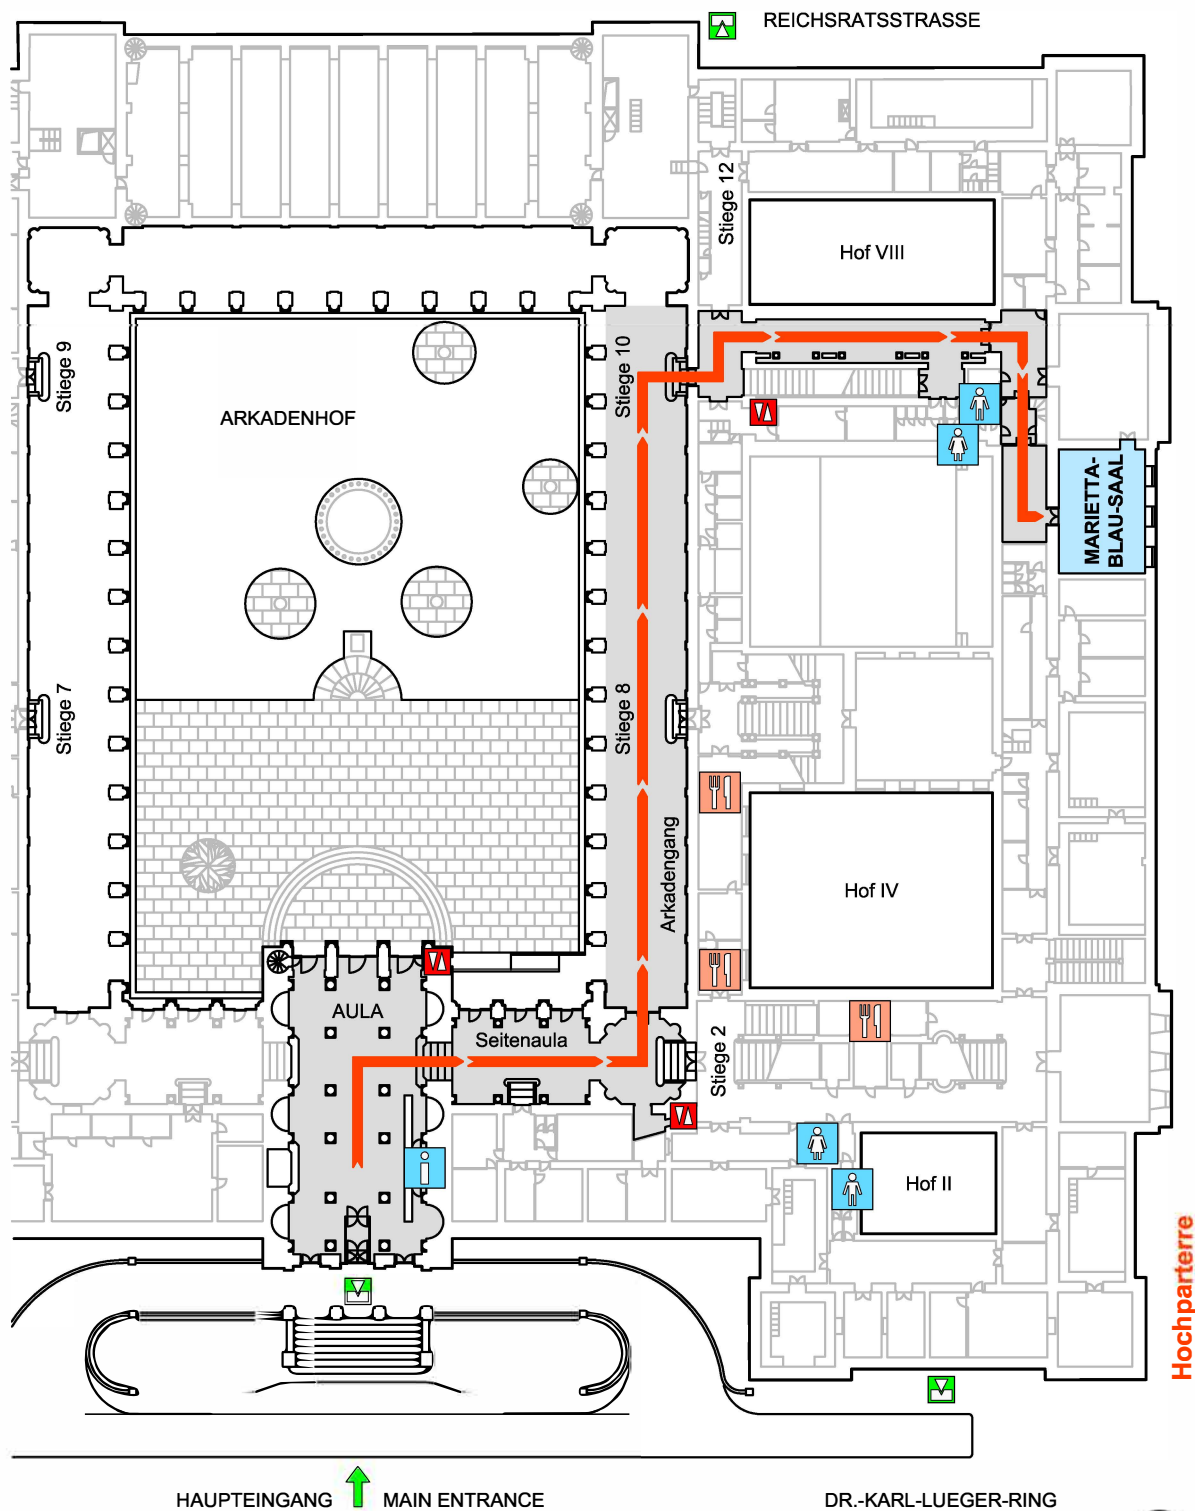 REICHSRATSSTRASSE
Stiege 12
Hof VIII
Stiege 9
Stiege 10
ARKADENHOF
MARIETTA-
BLAU-SAAL
Stiege 7
Stiege 8
Arkadengang
Hof IV
AULA
Seitenaula
Stiege 2
Hof II
Hochparterre
HAUPTEINGANG
MAIN ENTRANCE
DR.-KARL-LUEGER-RING